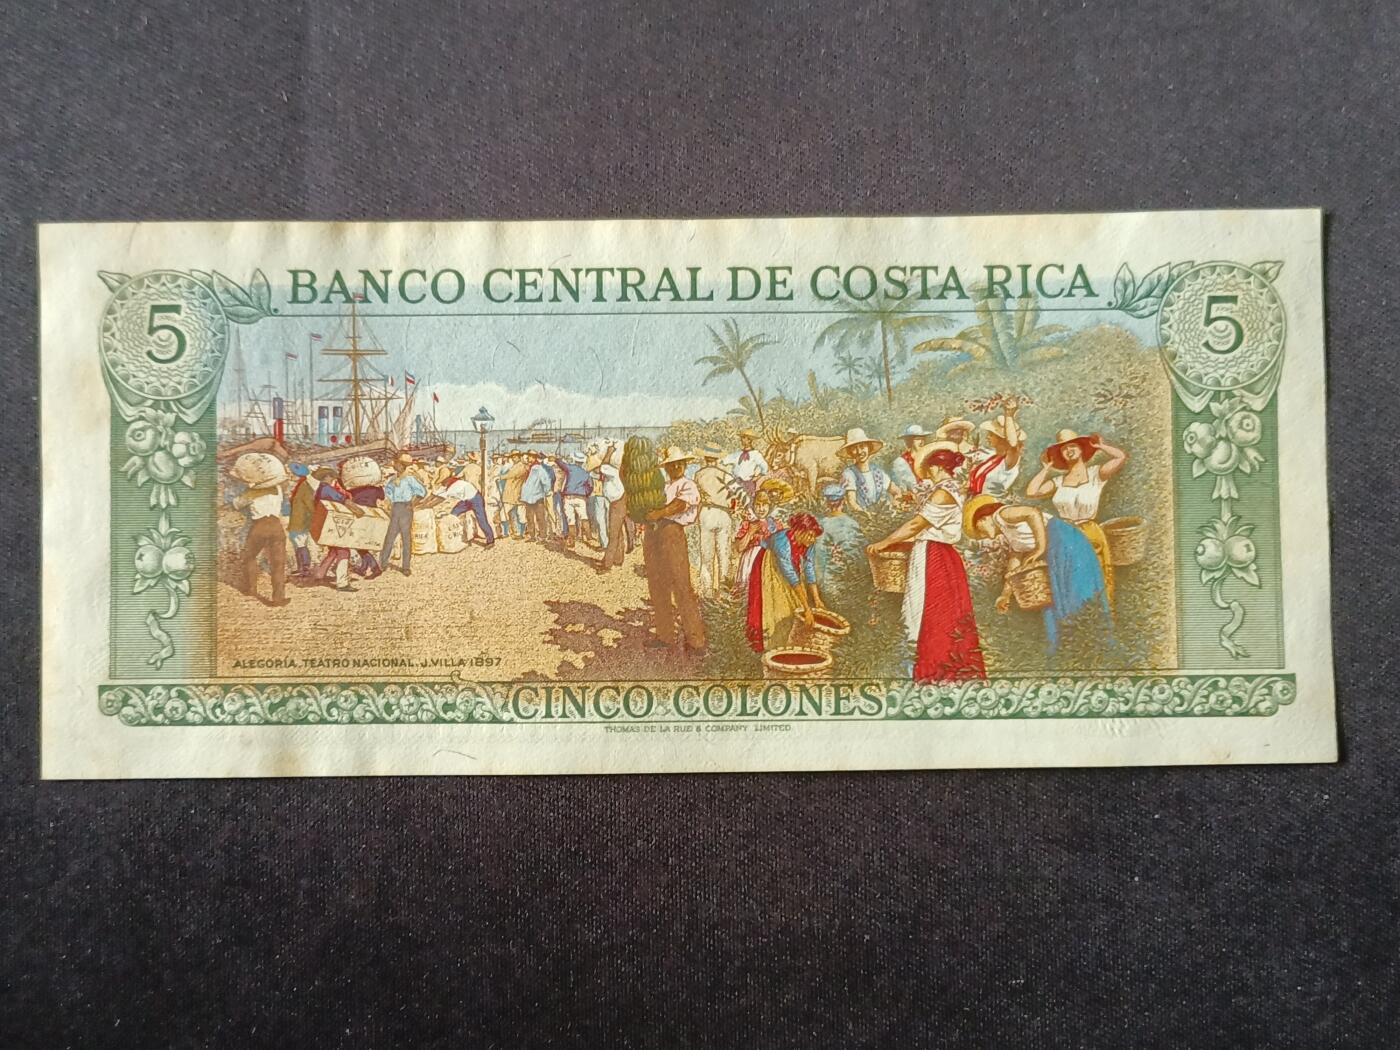 BANCO CENTRAL DE COSTA RICA
5
5
ALEGORÍA. TEATRO NACIONAL. J. VILLA 1897
CINCO COLONES
THOMAS DE LA RUE & COMPANY LIMITED